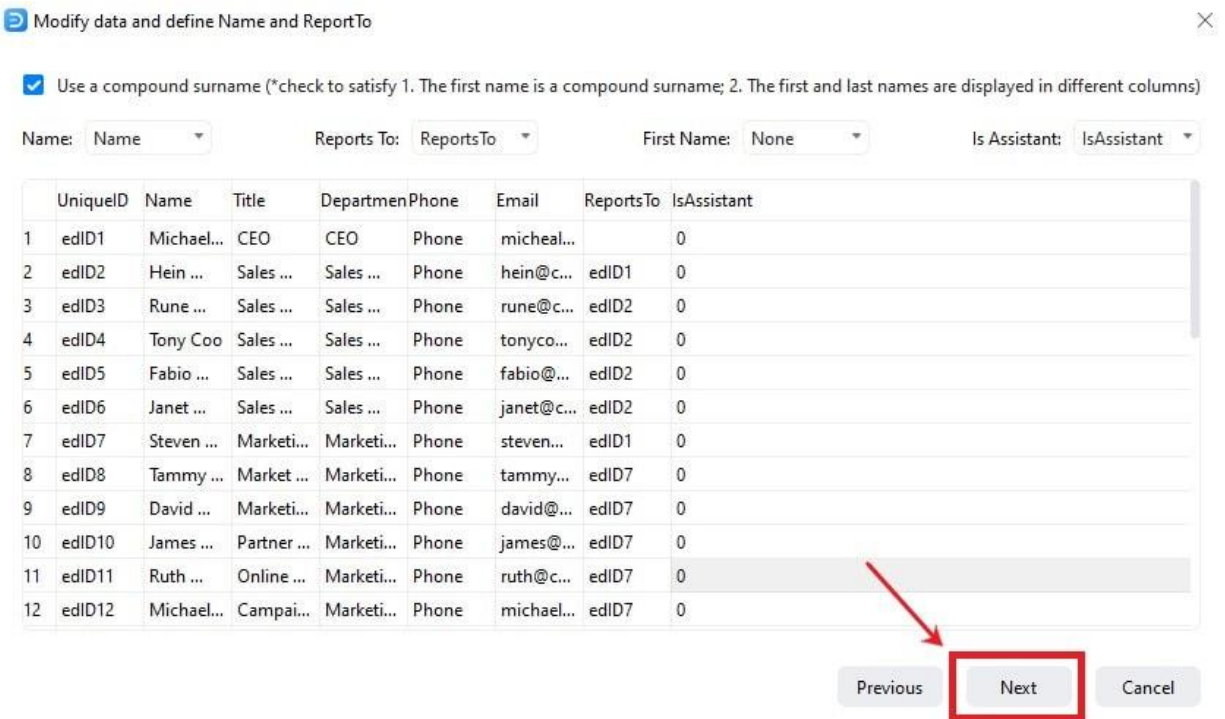 Modify data and define Name and ReportTo
Use a compound surname (*check to satisfy 1. The first name is a compound surname; 2. The first and last names are displayed in different columns)
Name: Name Reports To: ReportsTo First Name: None Is Assistant: IsAssistant
UniqueID Name Title Departmen Phone Email ReportsTo IsAssistant
1 edID1 Michael... CEO CEO Phone micheal... 0
2 edID2 Hein ... Sales ... Sales ... Phone hein@c... edID1 0
3 edID3 Rune ... Sales ... Sales ... Phone rune@c... edID2 0
4 edID4 Tony Coo Sales ... Sales ... Phone tonyco... edID2 0
5 edID5 Fabio ... Sales ... Sales ... Phone fabio@... edID2 0
6 edID6 Janet ... Sales ... Sales ... Phone janet@c... edID2 0
7 edID7 Steven ... Marketi... Marketi... Phone steven... edID1 0
8 edID8 Tammy ... Market ... Marketi... Phone tammy... edID7 0
9 edID9 David ... Marketi... Marketi... Phone david@... edID7 0
10 edID10 James ... Partner ... Marketi... Phone james@... edID7 0
11 edID11 Ruth ... Online ... Marketi... Phone ruth@c... edID7 0
12 edID12 Michael... Campai... Marketi... Phone michael... edID7 0
Previous Next Cancel